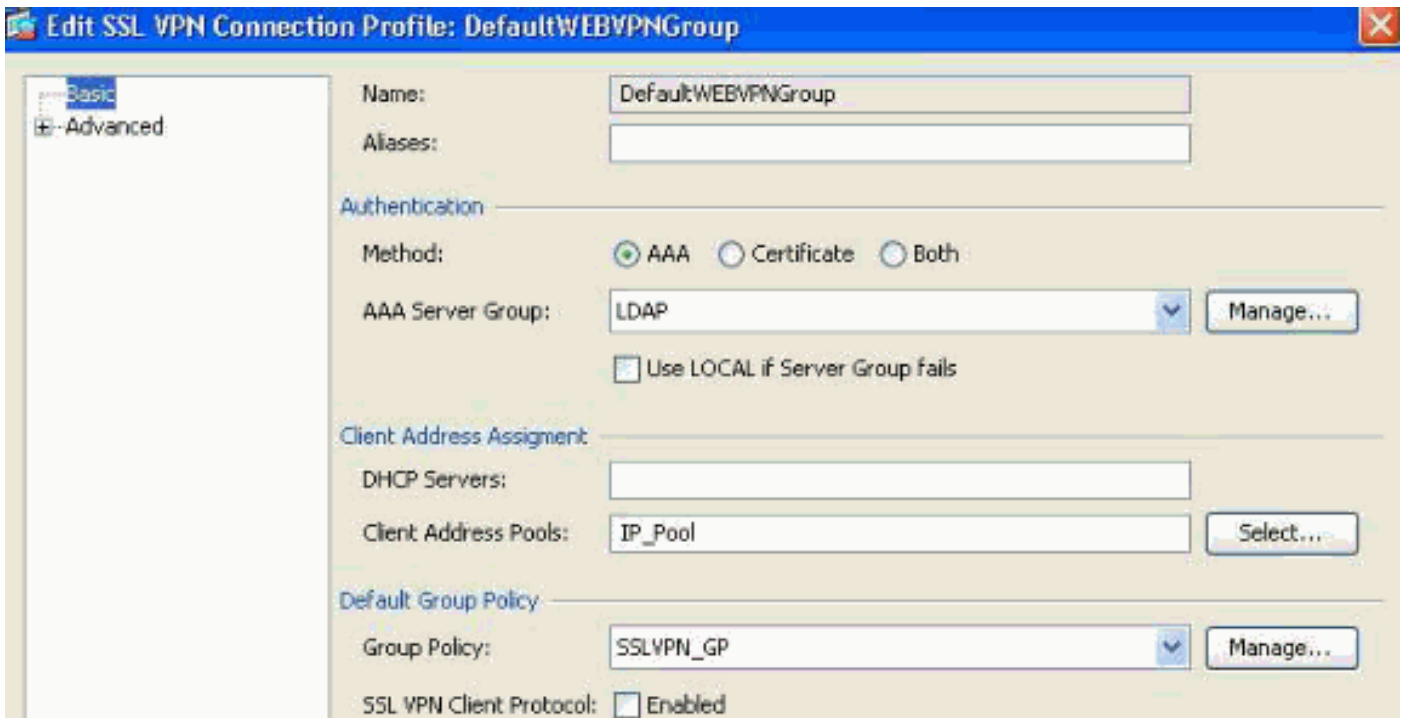 Edit SSL VPN Connection Profile: DefaultWEBVPNGroup
Basic
Advanced
Name: DefaultWEBVPNGroup
Aliases:
Authentication
Method: AAA Certificate Both
AAA Server Group: LDAP Manage...
Use LOCAL if Server Group fails
Client Address Assigment
DHCP Servers:
Client Address Pools: IP_Pool Select...
Default Group Policy
Group Policy: SSLVPN_GP Manage...
SSL VPN Client Protocol: Enabled